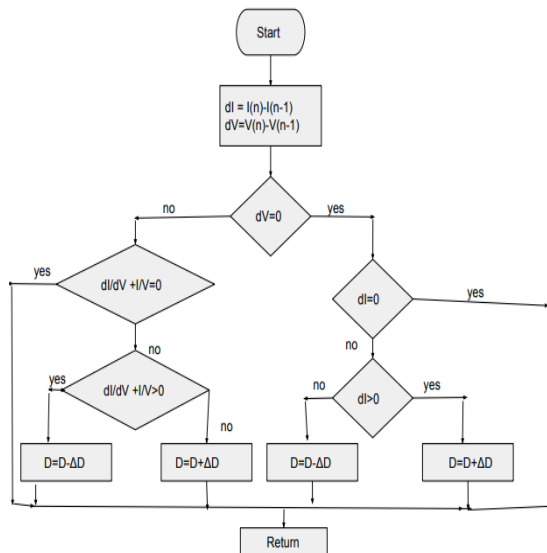 Start
dI = I(n)-I(n-1)
dV=V(n)-V(n-1)
no
dV=0
yes
yes
dI/dV +I/V=0
dI=0
yes
no
no
yes
dI/dV +I/V>0
no
dI>0
yes
no
D=D-ΔD
D=D+ΔD
D=D-ΔD
D=D+ΔD
Return